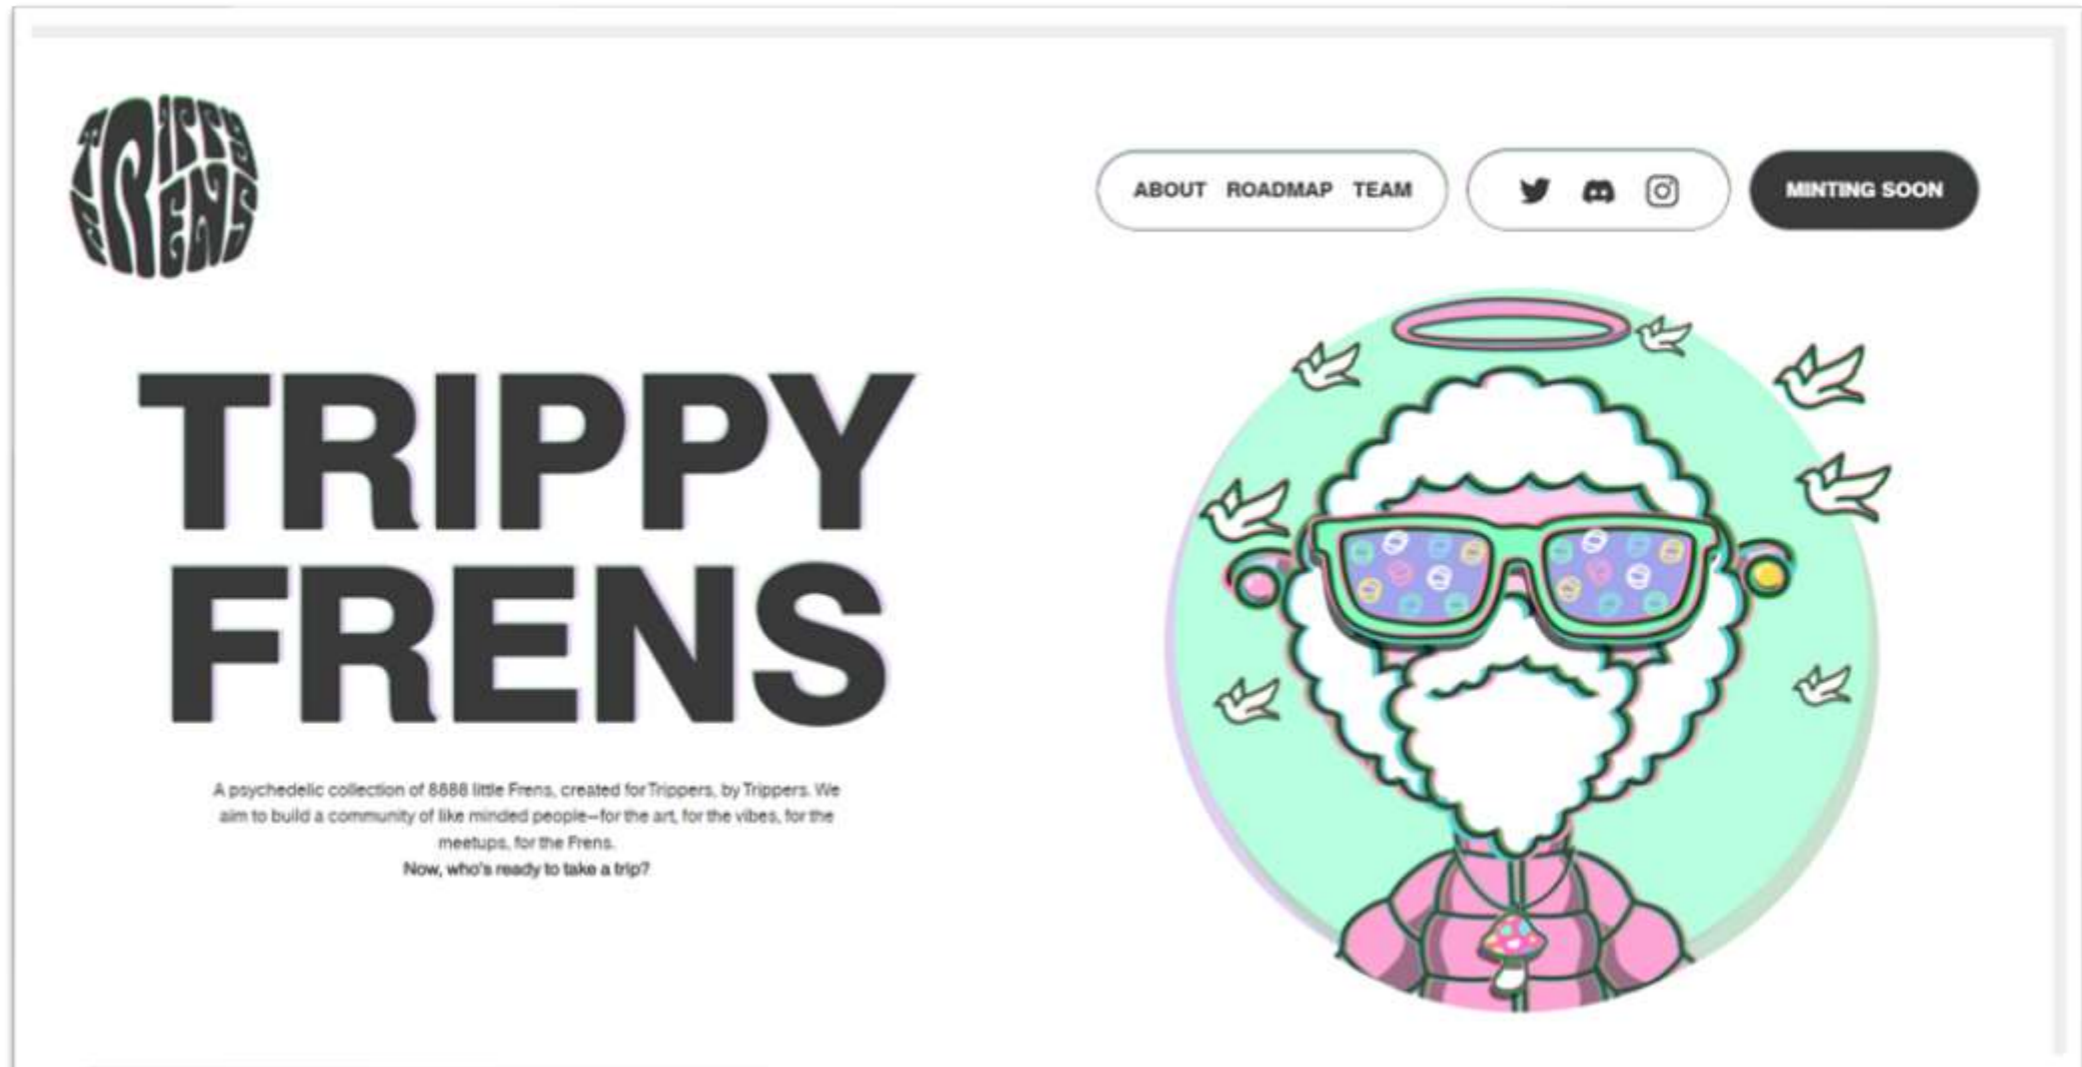 TRIPPY
FRENS
ABOUT ROADMAP TEAM
MINTING SOON
TRIPPY
FRENS
A psychedelic collection of 8888 little Frens, created for Trippers, by Trippers. We
aim to build a community of like minded people—for the art, for the vibes, for the
meetups, for the Frens.
Now, who's ready to take a trip?